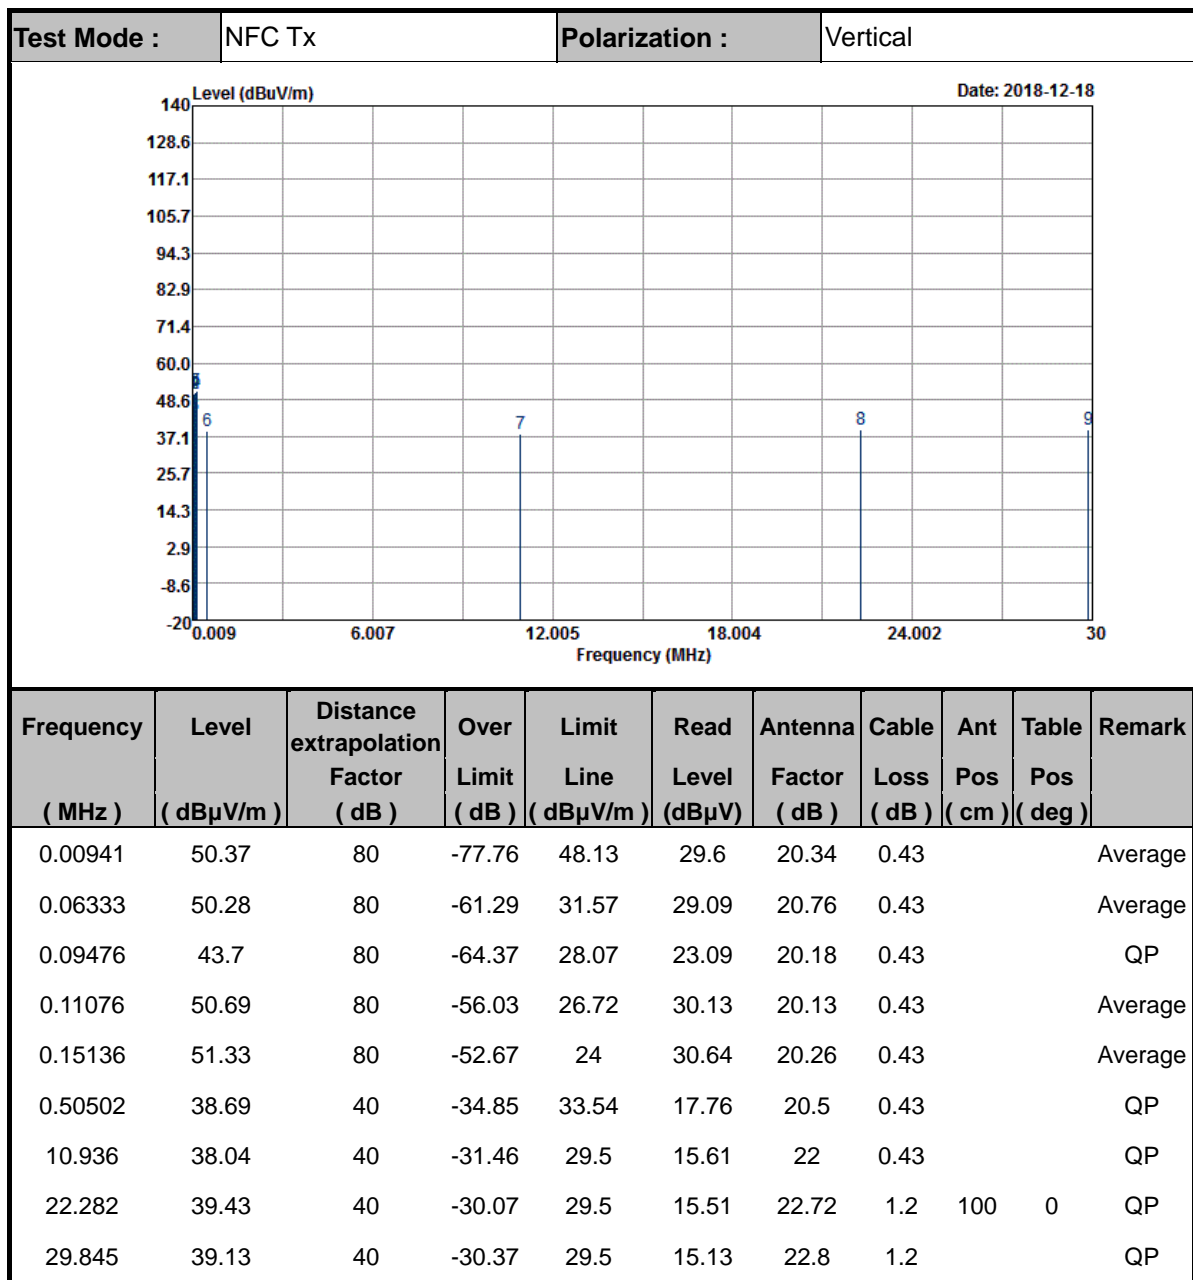 Test Mode : NFC Tx Polarization : Vertical
Level (dBuV/m) Date: 2018-12-18
140
128.6
117.1
105.7
94.3
82.9
71.4
60.0
48.6
37.1
25.7
14.3
2.9
-8.6
-20
5
6 7 8 9
0.009 6.007 12.005 18.004 24.002 30
Frequency (MHz)
Frequency Level Distance extrapolation Over Limit Read Antenna Cable Ant Table Remark
Factor Limit Line Level Factor Loss Pos Pos
( MHz ) ( dBµV/m ) ( dB ) ( dB ) ( dBµV/m ) (dBµV) ( dB ) ( dB ) ( cm ) ( deg )
0.00941 50.37 80 -77.76 48.13 29.6 20.34 0.43 Average
0.06333 50.28 80 -61.29 31.57 29.09 20.76 0.43 Average
0.09476 43.7 80 -64.37 28.07 23.09 20.18 0.43 QP
0.11076 50.69 80 -56.03 26.72 30.13 20.13 0.43 Average
0.15136 51.33 80 -52.67 24 30.64 20.26 0.43 Average
0.50502 38.69 40 -34.85 33.54 17.76 20.5 0.43 QP
10.936 38.04 40 -31.46 29.5 15.61 22 0.43 QP
22.282 39.43 40 -30.07 29.5 15.51 22.72 1.2 100 0 QP
29.845 39.13 40 -30.37 29.5 15.13 22.8 1.2 QP